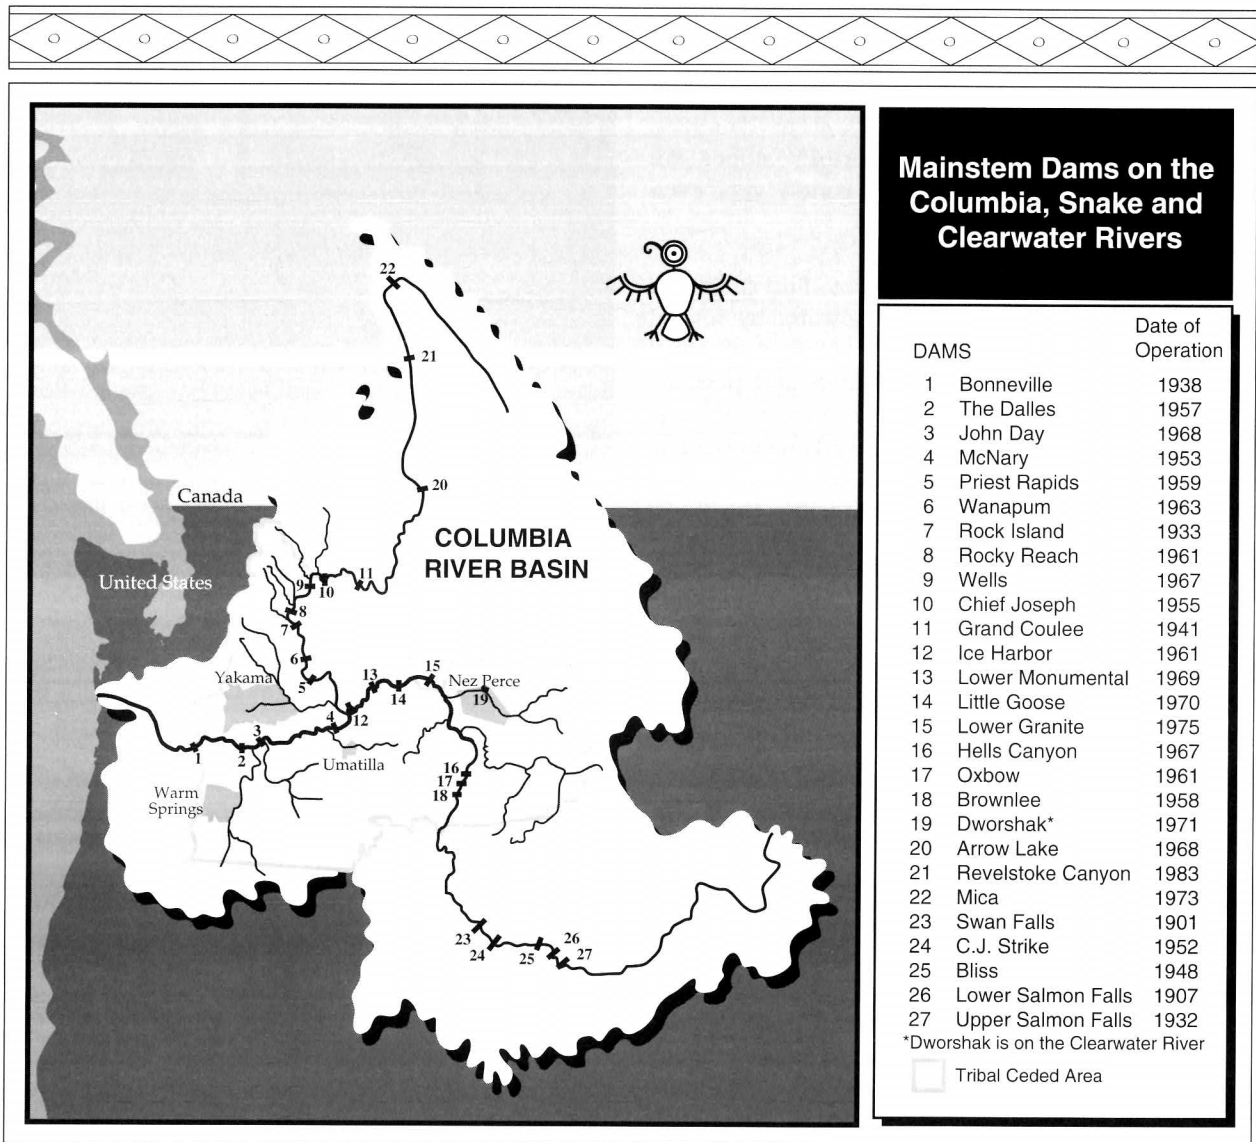 Mainstem Dams on the
Columbia, Snake and
Clearwater Rivers
DAMS Date of Operation
1 Bonneville 1938
2 The Dalles 1957
3 John Day 1968
4 McNary 1953
5 Priest Rapids 1959
6 Wanapum 1963
7 Rock Island 1933
8 Rocky Reach 1961
9 Wells 1967
10 Chief Joseph 1955
11 Grand Coulee 1941
12 Ice Harbor 1961
13 Lower Monumental 1969
14 Little Goose 1970
15 Lower Granite 1975
16 Hells Canyon 1967
17 Oxbow 1961
18 Brownlee 1958
19 Dworshak* 1971
20 Arrow Lake 1968
21 Revelstoke Canyon 1983
22 Mica 1973
23 Swan Falls 1901
24 C.J. Strike 1952
25 Bliss 1948
26 Lower Salmon Falls 1907
27 Upper Salmon Falls 1932
*Dworshak is on the Clearwater River
Tribal Ceded Area
22
21
20
Canada
COLUMBIA
RIVER BASIN
United States
9
10
11
8
7
6
5
Yakama
13
14
15
Nez Perce
19
12
4
3
2
1
Umatilla
Warm
Springs
16
17
18
23
24
25
26
27